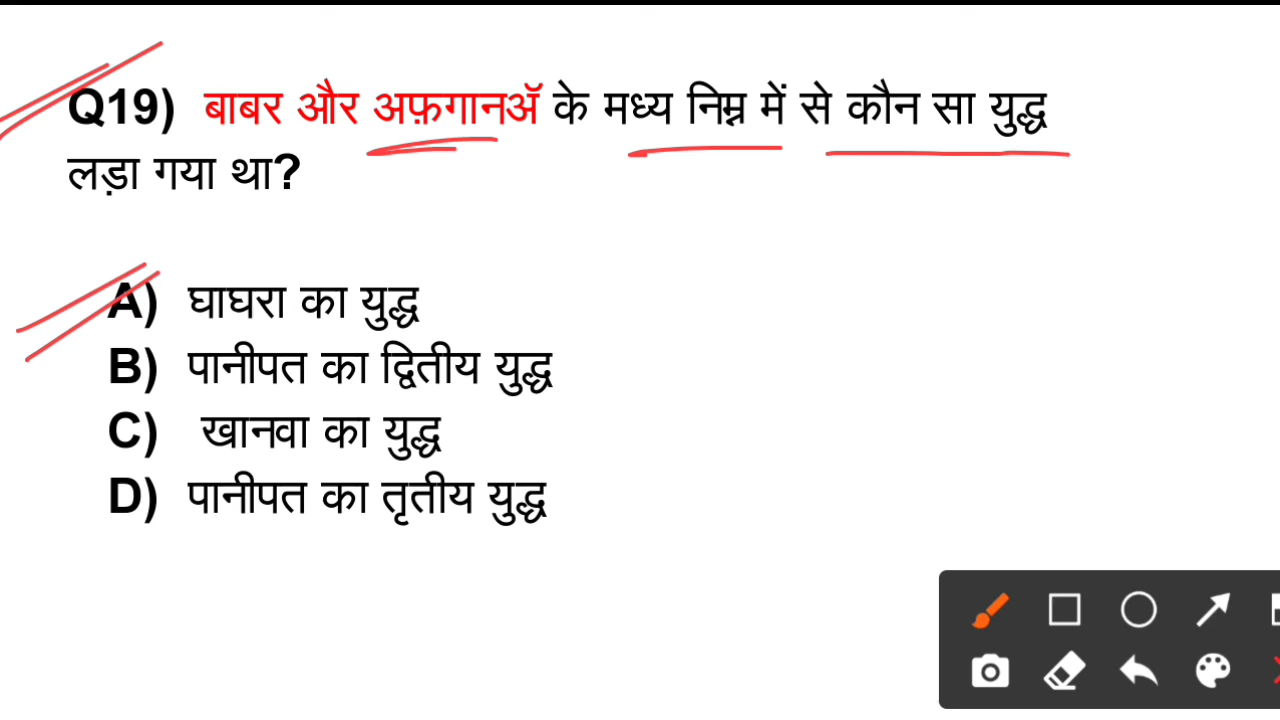 Q19) बाबर और अफ़गानॲ के मध्य निम्न में से कौन सा युद्ध
लड़ा गया था?
A) घाघरा का युद्ध
B) पानीपत का द्वितीय युद्ध
C) खानवा का युद्ध
D) पानीपत का तृतीय युद्ध